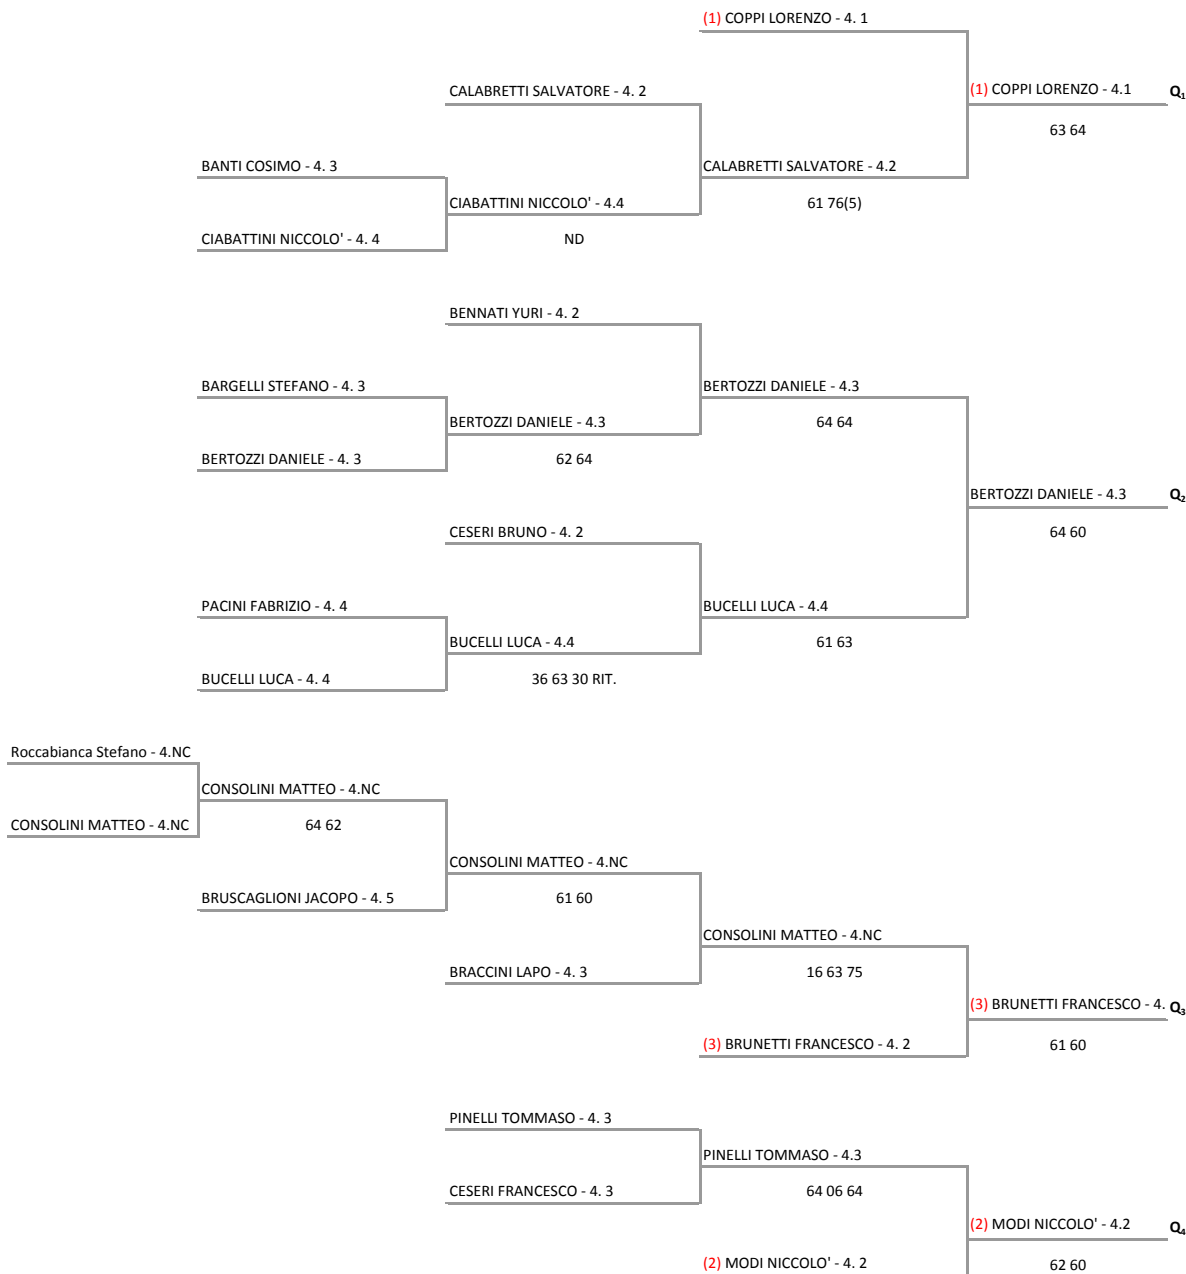 (1) COPPI LORENZO - 4. 1
CALABRETTI SALVATORE - 4. 2
(1) COPPI LORENZO - 4.1 Q1
63 64
BANTI COSIMO - 4. 3
CALABRETTI SALVATORE - 4.2
CIABATTINI NICCOLO' - 4.4
61 76(5)
CIABATTINI NICCOLO' - 4. 4
ND
BENNATI YURI - 4. 2
BARGELLI STEFANO - 4. 3
BERTOZZI DANIELE - 4.3
BERTOZZI DANIELE - 4.3
64 64
BERTOZZI DANIELE - 4. 3
62 64
BERTOZZI DANIELE - 4.3 Q2
CESERI BRUNO - 4. 2
64 60
PACINI FABRIZIO - 4. 4
BUCELLI LUCA - 4.4
BUCELLI LUCA - 4.4
61 63
BUCELLI LUCA - 4. 4
36 63 30 RIT.
Roccabianca Stefano - 4.NC
CONSOLINI MATTEO - 4.NC
CONSOLINI MATTEO - 4.NC
64 62
CONSOLINI MATTEO - 4.NC
BRUSCAGLIONI JACOPO - 4. 5
61 60
CONSOLINI MATTEO - 4.NC
BRACCINI LAPO - 4. 3
16 63 75
(3) BRUNETTI FRANCESCO - 4. Q3
(3) BRUNETTI FRANCESCO - 4. 2
61 60
PINELLI TOMMASO - 4. 3
PINELLI TOMMASO - 4.3
CESERI FRANCESCO - 4. 3
64 06 64
(2) MODI NICCOLO' - 4.2 Q4
(2) MODI NICCOLO' - 4. 2
62 60